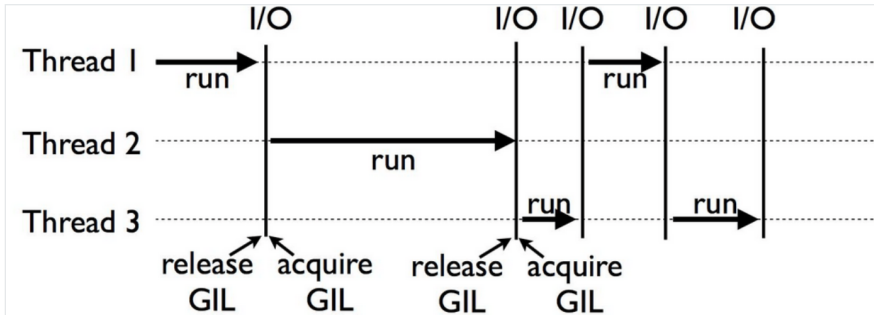 I/O I/O I/O I/O I/O
Thread 1
run run
Thread 2
run
run run
Thread 3
release acquire release acquire
GIL GIL GIL GIL